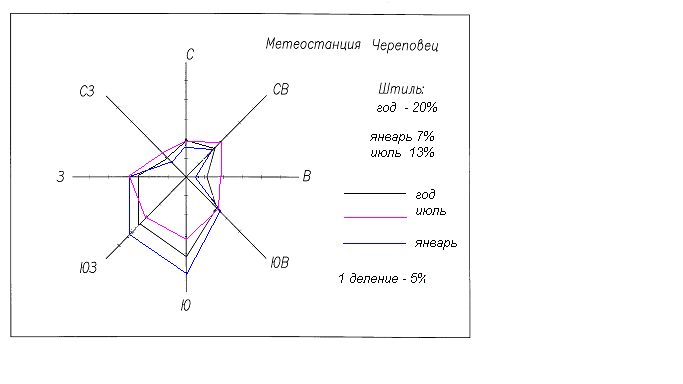 Метеостанция Череповец
С
СЗ
СВ
Штиль:
год - 20%
январь 7%
июль 13%
З
В
год
июль
январь
ЮЗ
ЮВ
1 деление - 5%
Ю